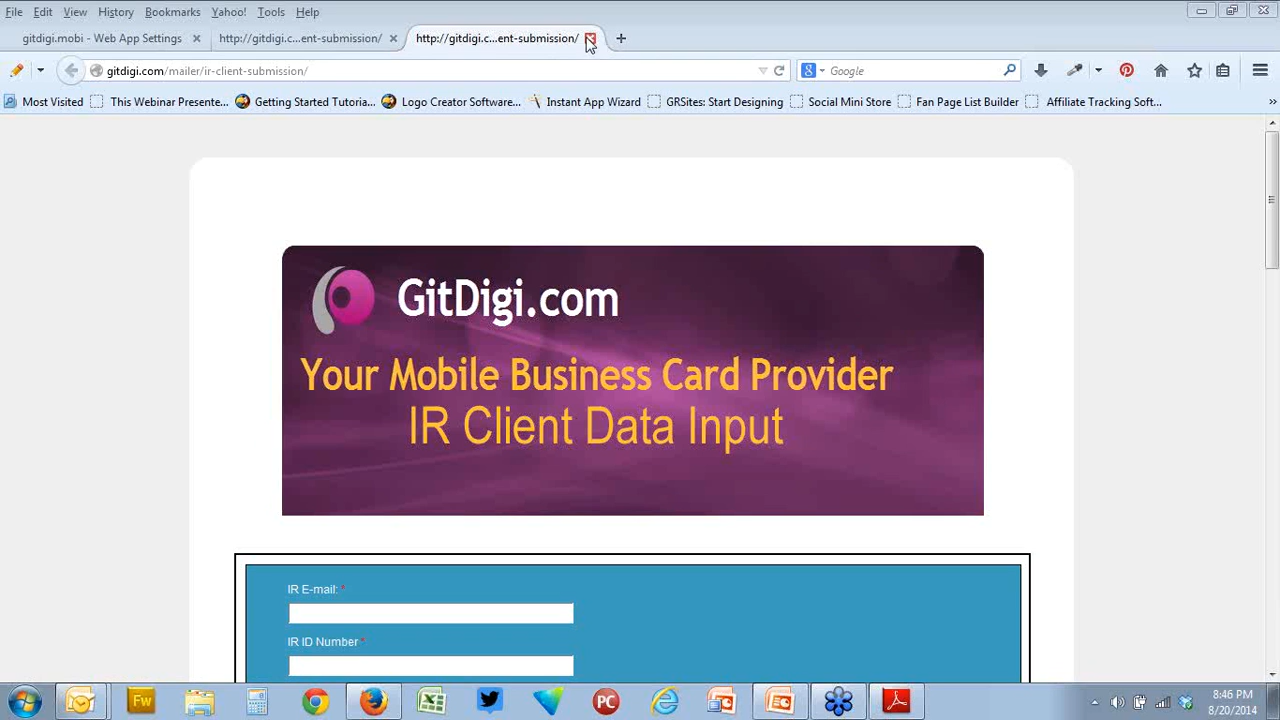 File Edit View History Bookmarks Yahoo! Tools Help
gitdigi.mobi - Web App Settings http://gitdigi.c...ent-submission/ http://gitdigi.c...ent-submission/
gitdigi.com/mailer/ir-client-submission/ Google
Most Visited This Webinar Presente... Getting Started Tutoria... Logo Creator Software... Instant App Wizard GRSites: Start Designing Social Mini Store Fan Page List Builder Affiliate Tracking Soft...
GitDigi.com
Your Mobile Business Card Provider
IR Client Data Input
IR E-mail: *
IR ID Number *
Fw PC
8:46 PM
8/20/2014